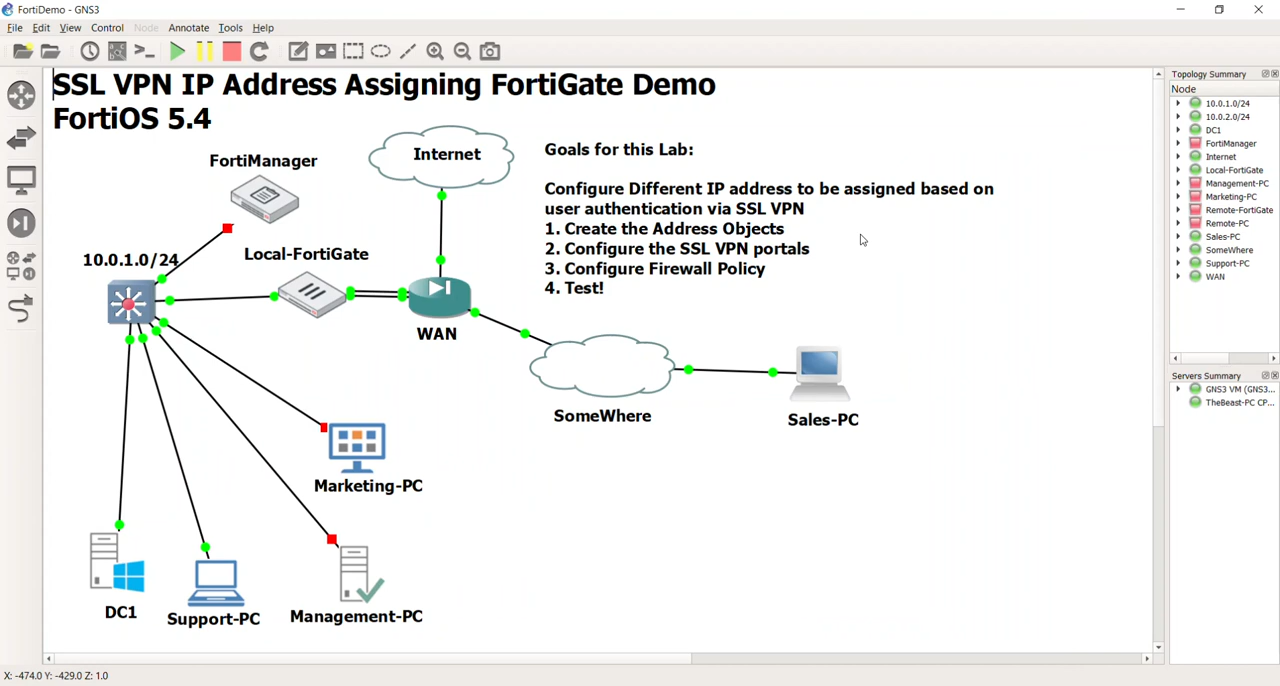 FortiDemo - GNS3
File Edit View Control Node Annotate Tools Help
SSL VPN IP Address Assigning FortiGate Demo
FortiOS 5.4
FortiManager
Internet
Goals for this Lab:
Configure Different IP address to be assigned based on
user authentication via SSL VPN
1. Create the Address Objects
2. Configure the SSL VPN portals
3. Configure Firewall Policy
4. Test!
10.0.1.0/24
Local-FortiGate
WAN
SomeWhere
Sales-PC
Marketing-PC
DC1
Support-PC
Management-PC
Topology Summary
Node
10.0.1.0/24
10.0.2.0/24
DC1
FortiManager
Internet
Local-FortiGate
Management-PC
Marketing-PC
Remote-FortiGate
Remote-PC
Sales-PC
SomeWhere
Support-PC
WAN
Servers Summary
GNS3 VM (GNS3...
TheBeast-PC CP...
X: -474.0 Y: -429.0 Z: 1.0